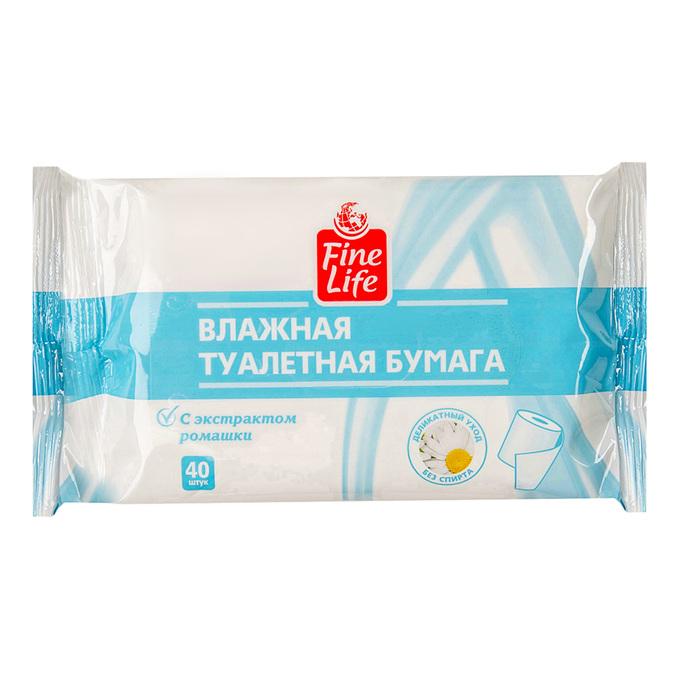 Fine
Life
ВЛАЖНАЯ
ТУАЛЕТНАЯ БУМАГА
С экстрактом
ромашки
40
штук
ДЕЛИКАТНЫЙ УХОД
БЕЗ СПИРТА